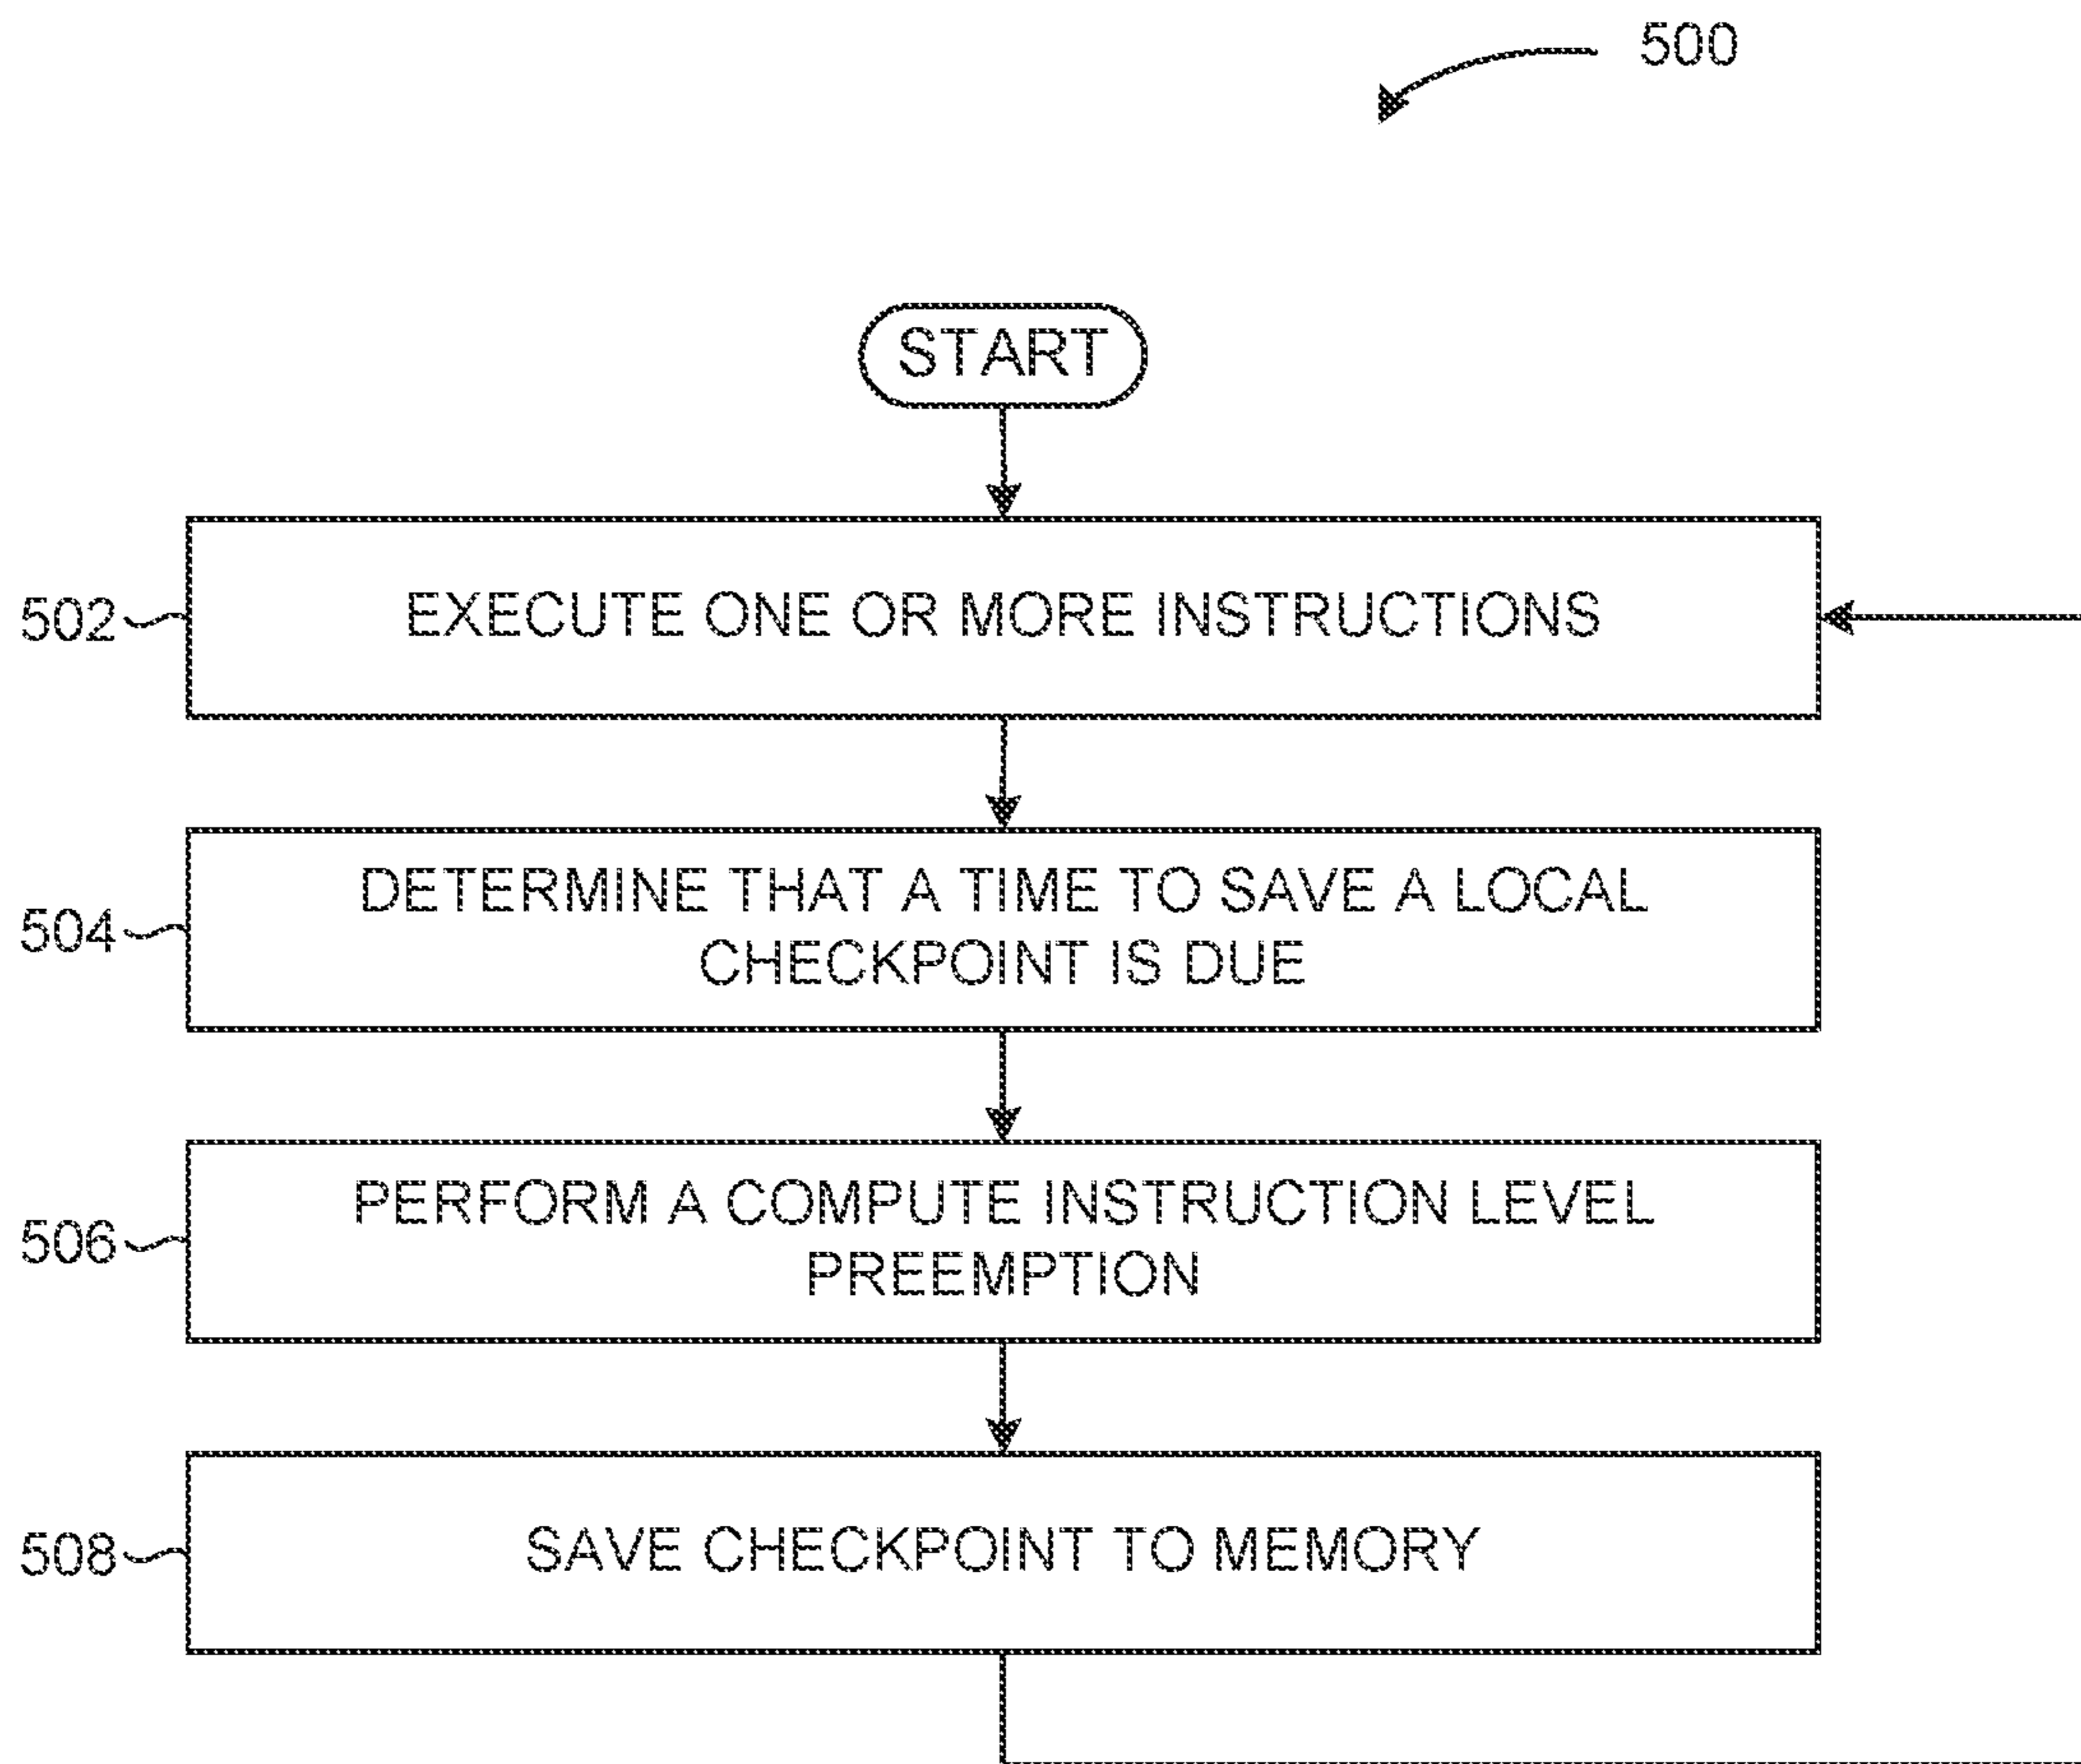 500
START
502
EXECUTE ONE OR MORE INSTRUCTIONS
504
DETERMINE THAT A TIME TO SAVE A LOCAL
CHECKPOINT IS DUE
506
PERFORM A COMPUTE INSTRUCTION LEVEL
PREEMPTION
508
SAVE CHECKPOINT TO MEMORY